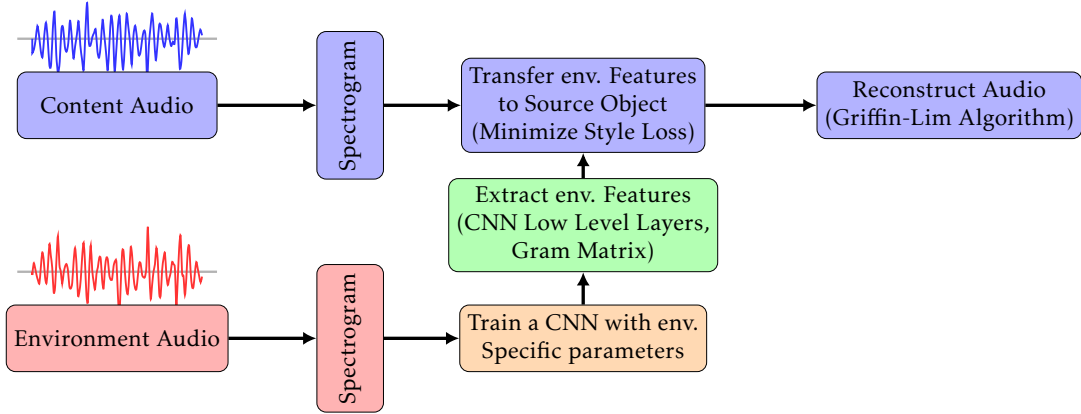 Content Audio
Spectrogram
Transfer env. Features
to Source Object
(Minimize Style Loss)
Reconstruct Audio
(Griffin-Lim Algorithm)
Extract env. Features
(CNN Low Level Layers,
Gram Matrix)
Environment Audio
Spectrogram
Train a CNN with env.
Specific parameters